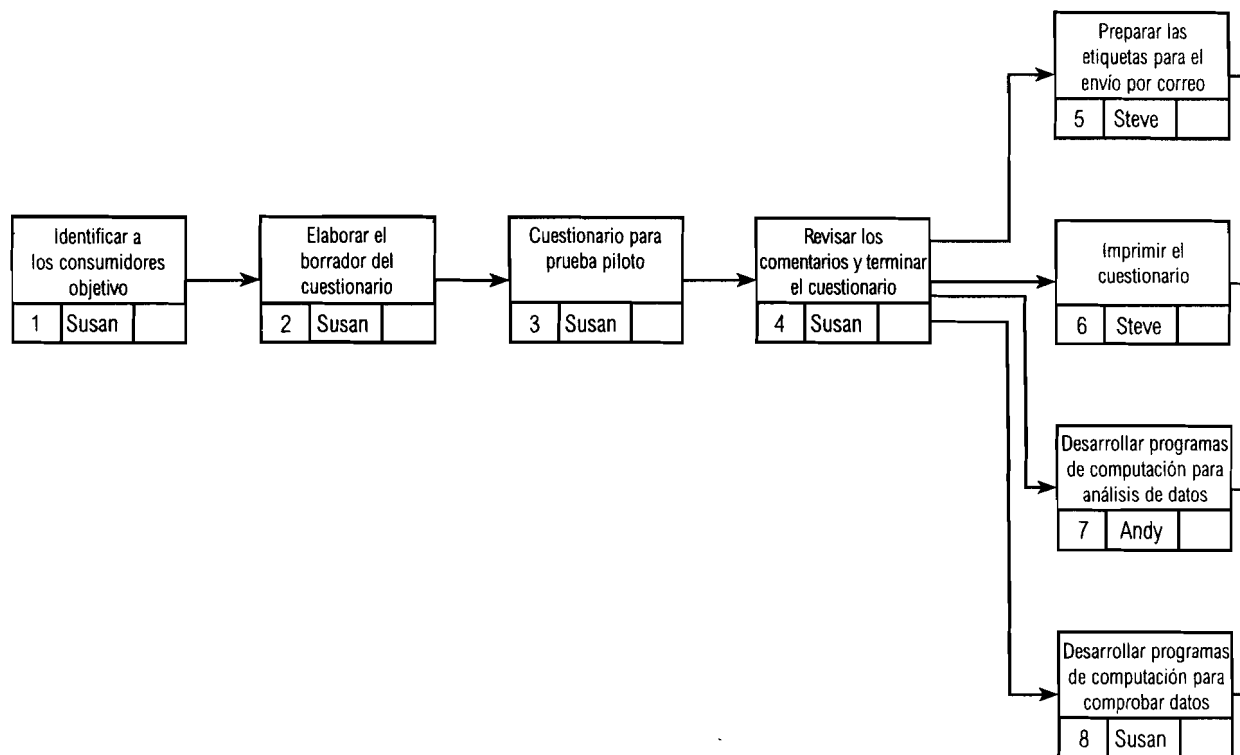 Identificar a
los consumidores
objetivo
1 Susan
Elaborar el
borrador del
cuestionario
2 Susan
Cuestionario para
prueba piloto
3 Susan
Revisar los
comentarios y terminar
el cuestionario
4 Susan
Preparar las
etiquetas para el
envío por correo
5 Steve
Imprimir el
cuestionario
6 Steve
Desarrollar programas
de computación para
análisis de datos
7 Andy
Desarrollar programas
de computación para
comprobar datos
8 Susan